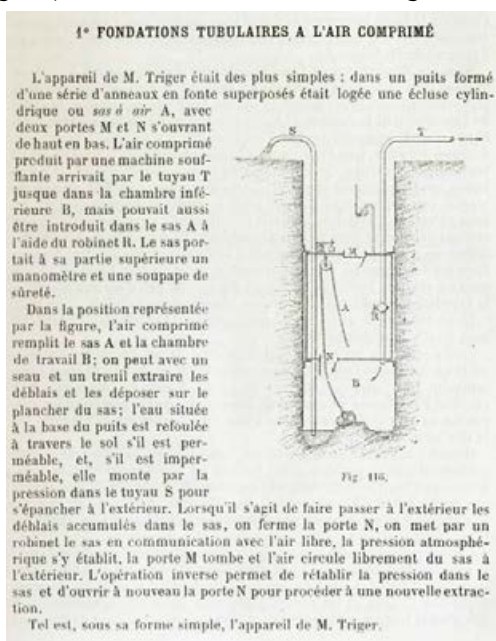 1° FONDATIONS TUBULAIRES A L'AIR COMPRIMÉ
L'appareil de M. Triger était des plus simples : dans un puits formé
d'une série d'anneaux en fonte superposés était logée une écluse cylin-
drique ou sas à air A, avec
deux portes M et N s'ouvrant
de haut en bas. L'air comprimé
produit par une machine souf-
flante arrivait par le tuyau T
jusque dans la chambre infé-
rieure B, mais pouvait aussi
être introduit dans le sas A à
l'aide du robinet R. Le sas por-
tait à sa partie supérieure un
manomètre et une soupape de
sûreté.
Dans la position représentée
par la figure, l'air comprimé
remplit le sas A et la chambre
de travail B; on peut avec un
seau et un treuil extraire les
déblais et les déposer sur le
plancher du sas; l'eau située
à la base du puits est refoulée
à travers le sol s'il est per-
méable, et, s'il est imper-
méable, elle monte par la
pression dans le tuyau S pour
s'épancher à l'extérieur. Lorsqu'il s'agit de faire passer à l'extérieur les
déblais accumulés dans le sas, on ferme la porte N, on met par un
robinet le sas en communication avec l'air libre, la pression atmosphé-
rique s'y établit, la porte M tombe et l'air circule librement du sas à
l'extérieur. L'opération inverse permet de rétablir la pression dans le
sas et d'ouvrir à nouveau la porte N pour procéder à une nouvelle extrac-
tion.
Tel est, sous sa forme simple, l'appareil de M. Triger.
S
T
M
A
R
N
B
Fig. 116.